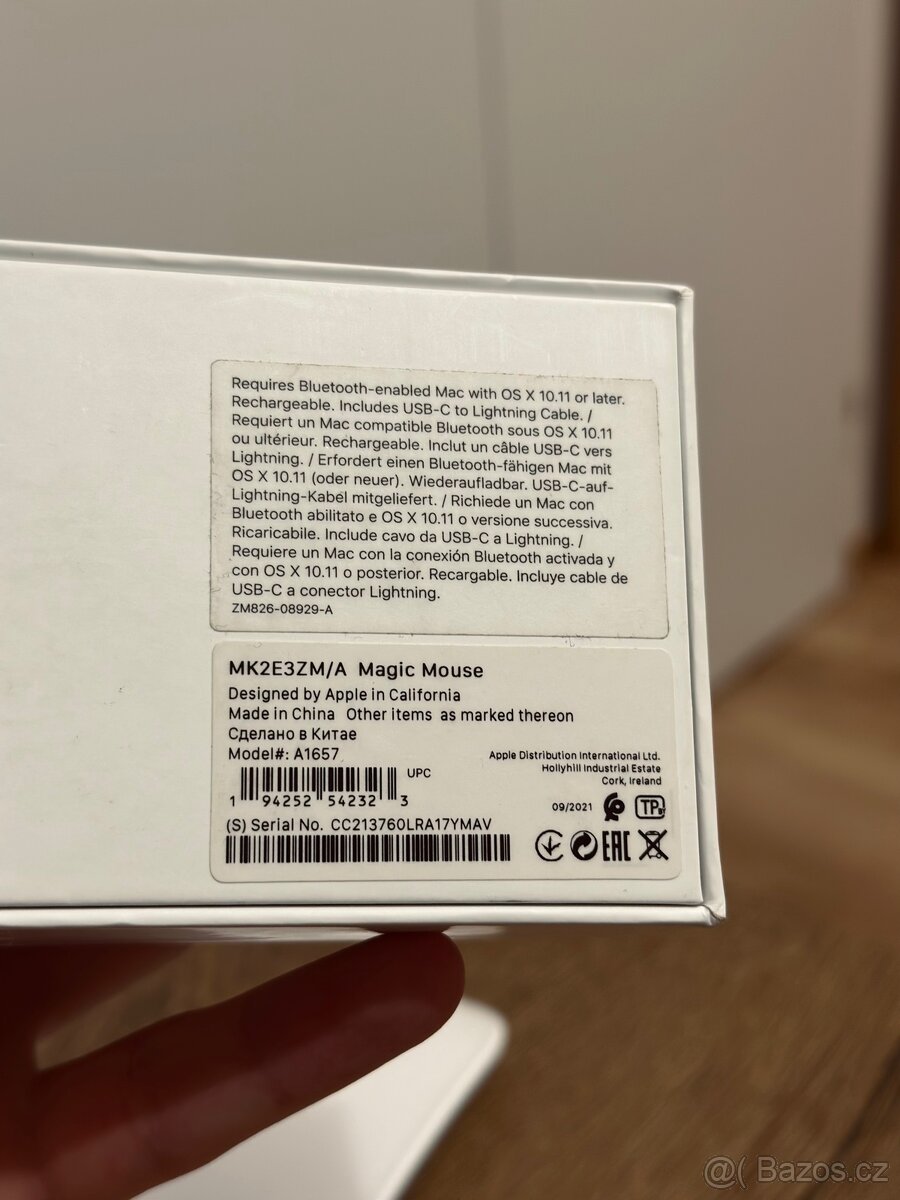 Requires Bluetooth-enabled Mac with OS X 10.11 or later.
Rechargeable. Includes USB-C to Lightning Cable. /
Requiert un Mac compatible Bluetooth sous OS X 10.11
ou ultérieur. Rechargeable. Inclut un câble USB-C vers
Lightning. / Erfordert einen Bluetooth-fähigen Mac mit
OS X 10.11 (oder neuer). Wiederaufladbar. USB-C-auf-
Lightning-Kabel mitgeliefert. / Richiede un Mac con
Bluetooth abilitato e OS X 10.11 o versione successiva.
Ricaricabile. Include cavo da USB-C a Lightning. /
Requiere un Mac con la conexión Bluetooth activada y
con OS X 10.11 o posterior. Recargable. Incluye cable de
USB-C a conector Lightning.
ZM826-08929-A
MK2E3ZM/A Magic Mouse
Designed by Apple in California
Made in China Other items as marked thereon
Сделано в Китае
Model#: A1657
Apple Distribution International Ltd.
Hollyhill Industrial Estate
Cork, Ireland
UPC
1 94252 54232 3
09/2021 TP
(S) Serial No. CC213760LRA17YMAV
EAC
@( Bazos.cz